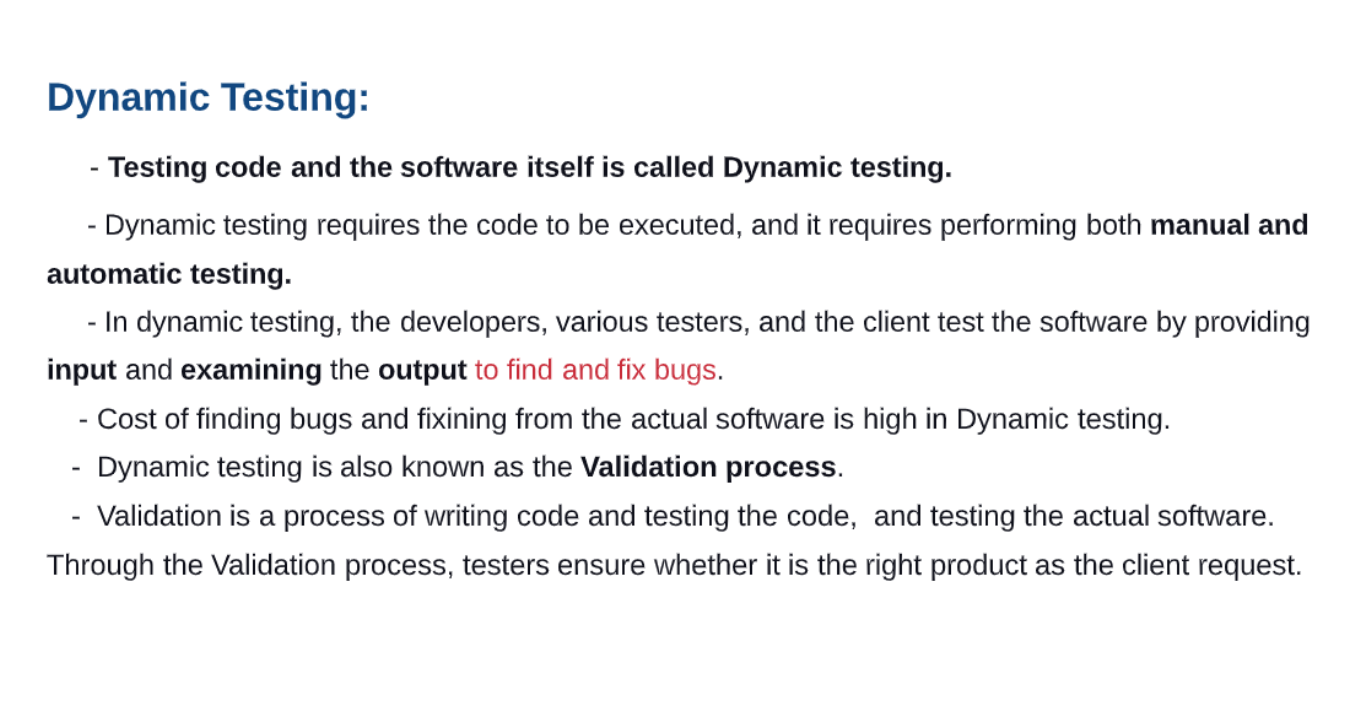 Dynamic Testing:
- Testing code and the software itself is called Dynamic testing.
- Dynamic testing requires the code to be executed, and it requires performing both manual and
automatic testing.
- In dynamic testing, the developers, various testers, and the client test the software by providing
input and examining the output to find and fix bugs.
- Cost of finding bugs and fixining from the actual software is high in Dynamic testing.
- Dynamic testing is also known as the Validation process.
- Validation is a process of writing code and testing the code,  and testing the actual software.
Through the Validation process, testers ensure whether it is the right product as the client request.